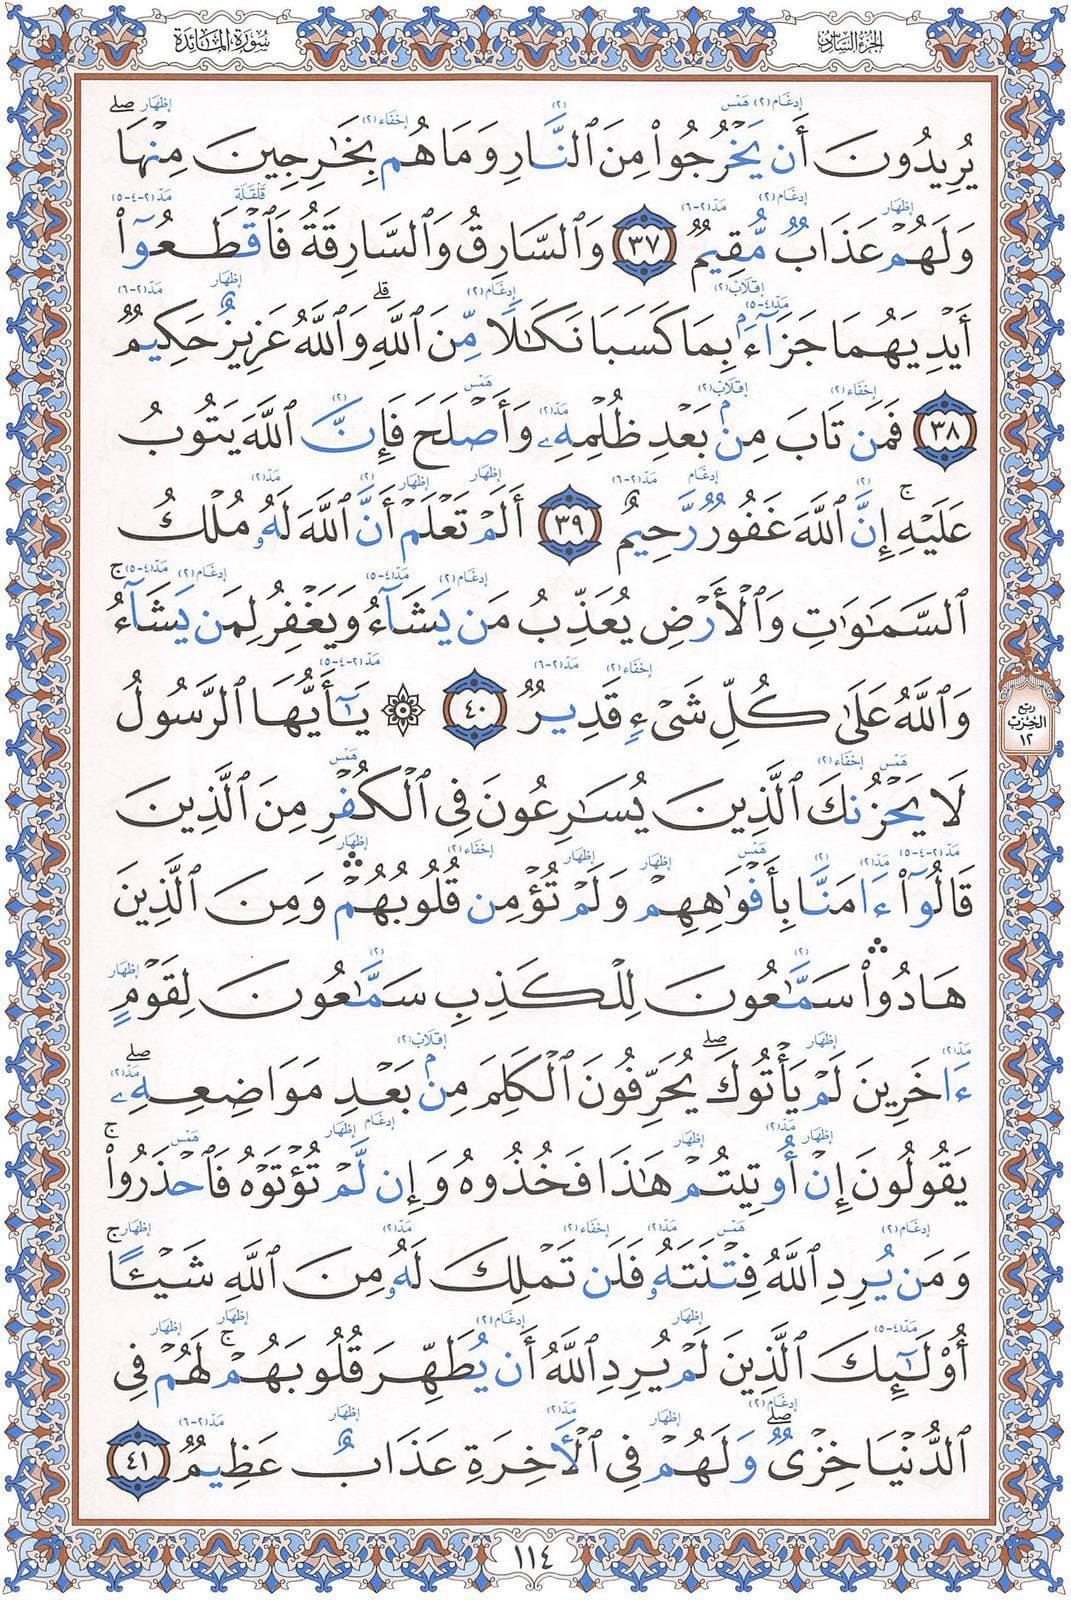 الجزء السادس
سورة المائدة
يُرِيدُونَ أَن يَخْرُجُوا۟ مِنَ ٱلنَّارِ وَمَا هُم بِخَـٰرِجِينَ مِنْهَا ۖ
وَلَهُمْ عَذَابٌ مُّقِيمٌ ٣٧ وَٱلسَّارِقُ وَٱلسَّارِقَةُ فَٱقْطَعُوٓا۟
أَيْدِيَهُمَا جَزَآءًۢ بِمَا كَسَبَا نَكَـٰلًا مِّنَ ٱللَّهِ ۗ وَٱللَّهُ عَزِيزٌ حَكِيمٌ
٣٨ فَمَن تَابَ مِنۢ بَعْدِ ظُلْمِهِۦ وَأَصْلَحَ فَإِنَّ ٱللَّهَ يَتُوبُ
عَلَيْهِ ۚ إِنَّ ٱللَّهَ غَفُورٌ رَّحِيمٌ ٣٩ أَلَمْ تَعْلَمْ أَنَّ ٱللَّهَ لَهُۥ مُلْكُ
ٱلسَّمَـٰوَٰتِ وَٱلْأَرْضِ يُعَذِّبُ مَن يَشَآءُ وَيَغْفِرُ لِمَن يَشَآءُ ۗ
وَٱللَّهُ عَلَىٰ كُلِّ شَىْءٍ قَدِيرٌ ٤٠ ۞ يَـٰٓأَيُّهَا ٱلرَّسُولُ
لَا يَحْزُنكَ ٱلَّذِينَ يُسَـٰرِعُونَ فِى ٱلْكُفْرِ مِنَ ٱلَّذِينَ
قَالُوٓا۟ ءَامَنَّا بِأَفْوَٰهِهِمْ وَلَمْ تُؤْمِن قُلُوبُهُمْ ۛ وَمِنَ ٱلَّذِينَ
هَادُوا۟ ۛ سَمَّـٰعُونَ لِلْكَذِبِ سَمَّـٰعُونَ لِقَوْمٍ
ءَاخَرِينَ لَمْ يَأْتُوكَ ۖ يُحَرِّفُونَ ٱلْكَلِمَ مِنۢ بَعْدِ مَوَاضِعِهِۦ ۖ
يَقُولُونَ إِنْ أُوتِيتُمْ هَـٰذَا فَخُذُوهُ وَإِن لَّمْ تُؤْتَوْهُ فَٱحْذَرُوا۟ ۚ
وَمَن يُرِدِ ٱللَّهُ فِتْنَتَهُۥ فَلَن تَمْلِكَ لَهُۥ مِنَ ٱللَّهِ شَيْـًٔا ۚ
أُو۟لَـٰٓئِكَ ٱلَّذِينَ لَمْ يُرِدِ ٱللَّهُ أَن يُطَهِّرَ قُلُوبَهُمْ ۚ لَهُمْ فِى
ٱلدُّنْيَا خِزْىٌ ۖ وَلَهُمْ فِى ٱلْـَٔاخِرَةِ عَذَابٌ عَظِيمٌ ٤١
ربع
الحزب
١٢
١١٤